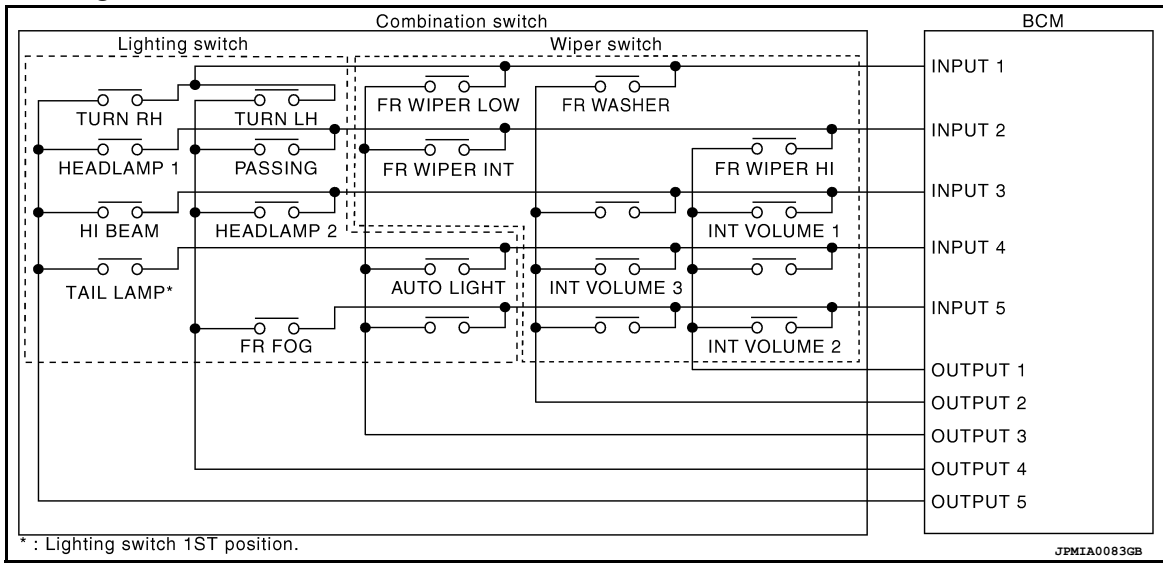 Combination switch
BCM
Lighting switch
Wiper switch
INPUT 1
TURN RH
TURN LH
FR WIPER LOW
FR WASHER
INPUT 2
HEADLAMP 1
PASSING
FR WIPER INT
FR WIPER HI
INPUT 3
HI BEAM
HEADLAMP 2
INT VOLUME 1
INPUT 4
TAIL LAMP*
AUTO LIGHT
INT VOLUME 3
INPUT 5
FR FOG
INT VOLUME 2
OUTPUT 1
OUTPUT 2
OUTPUT 3
OUTPUT 4
OUTPUT 5
* : Lighting switch 1ST position.
JPMIA0083GB